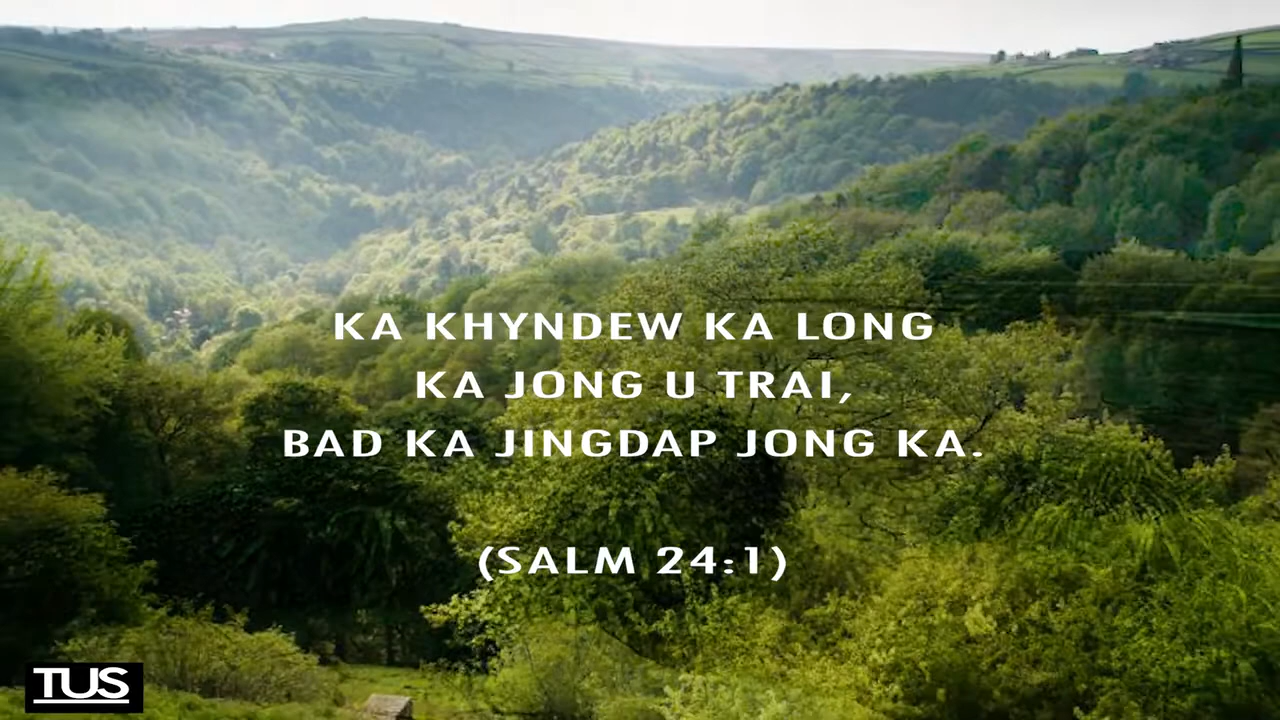 KA KHYNDEW KA LONG
KA JONG U TRAI,
BAD KA JINGDAP JONG KA.
(SALM 24:1)
TUS